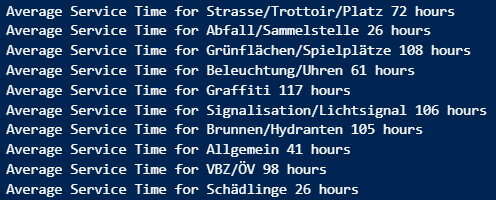 Average Service Time for Strasse/Trottoir/Platz 72 hours
Average Service Time for Abfall/Sammelstelle 26 hours
Average Service Time for Grünflächen/Spielplätze 108 hours
Average Service Time for Beleuchtung/Uhren 61 hours
Average Service Time for Graffiti 117 hours
Average Service Time for Signalisation/Lichtsignal 106 hours
Average Service Time for Brunnen/Hydranten 105 hours
Average Service Time for Allgemein 41 hours
Average Service Time for VBZ/ÖV 98 hours
Average Service Time for Schädlinge 26 hours